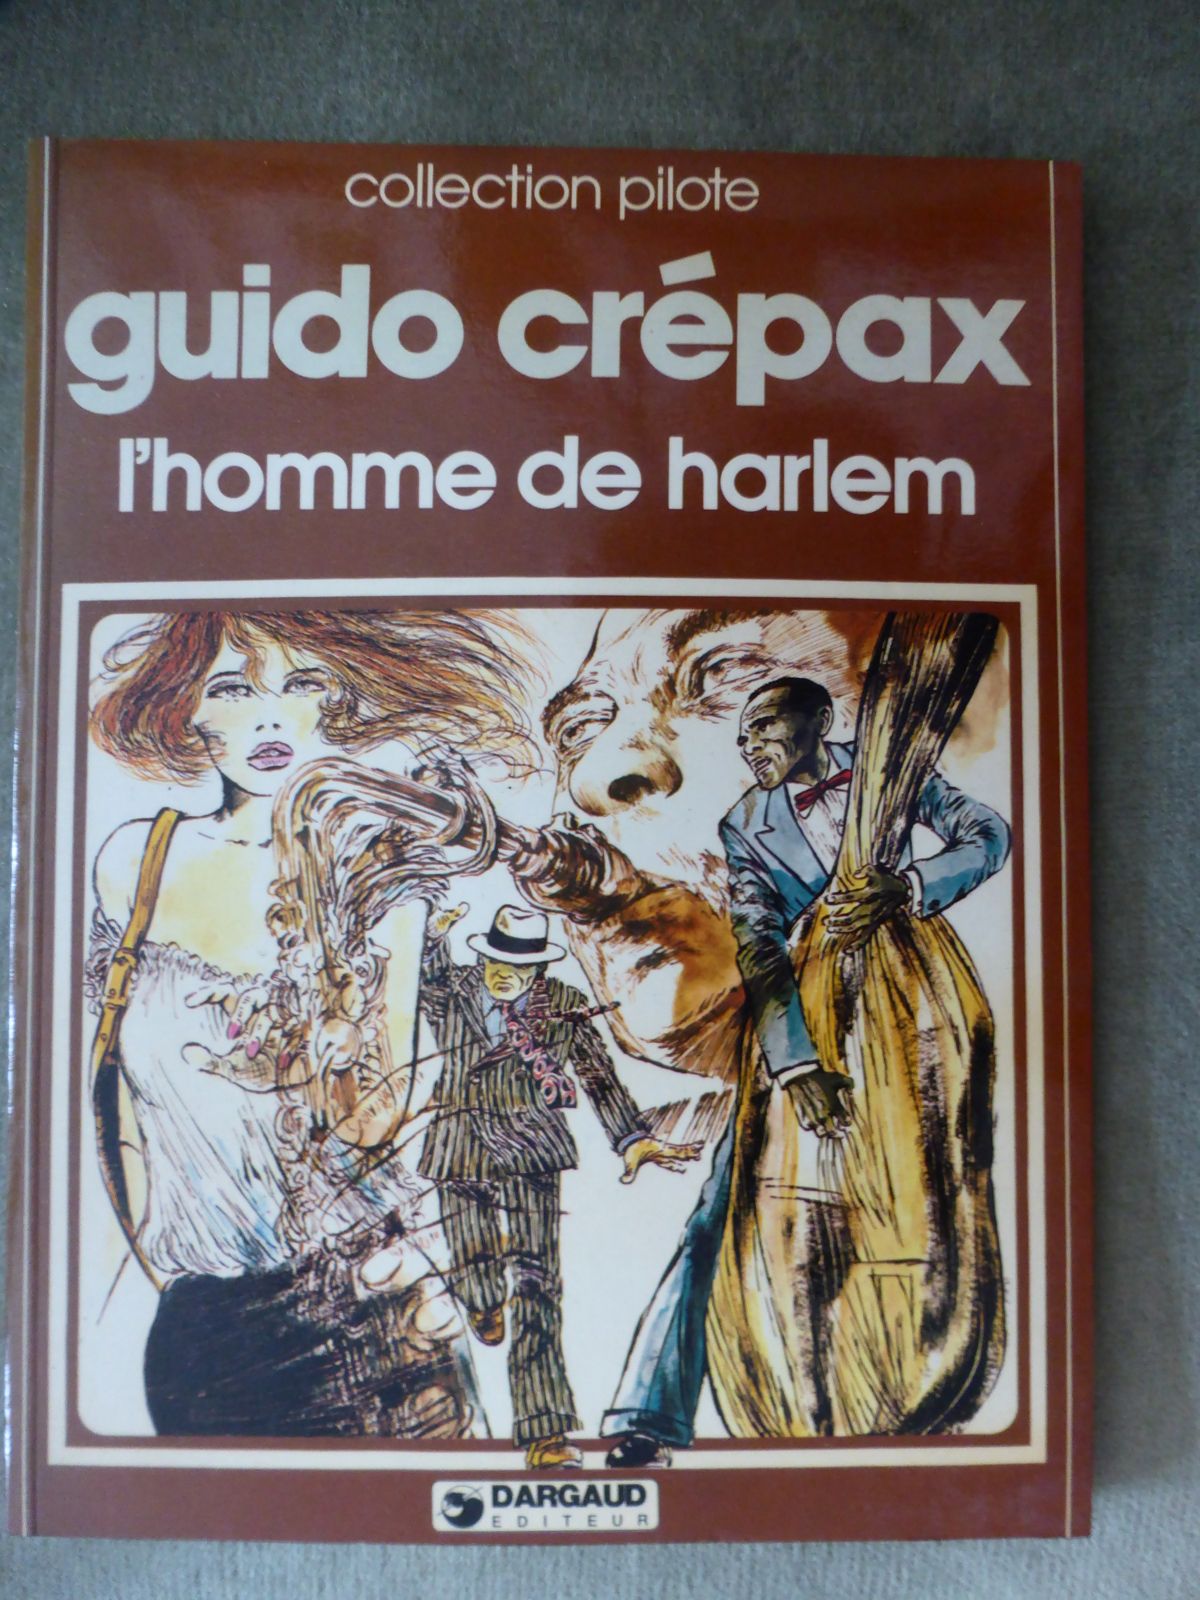 collection pilote
guido crépax
l'homme de harlem
DARGAUD
EDITEUR